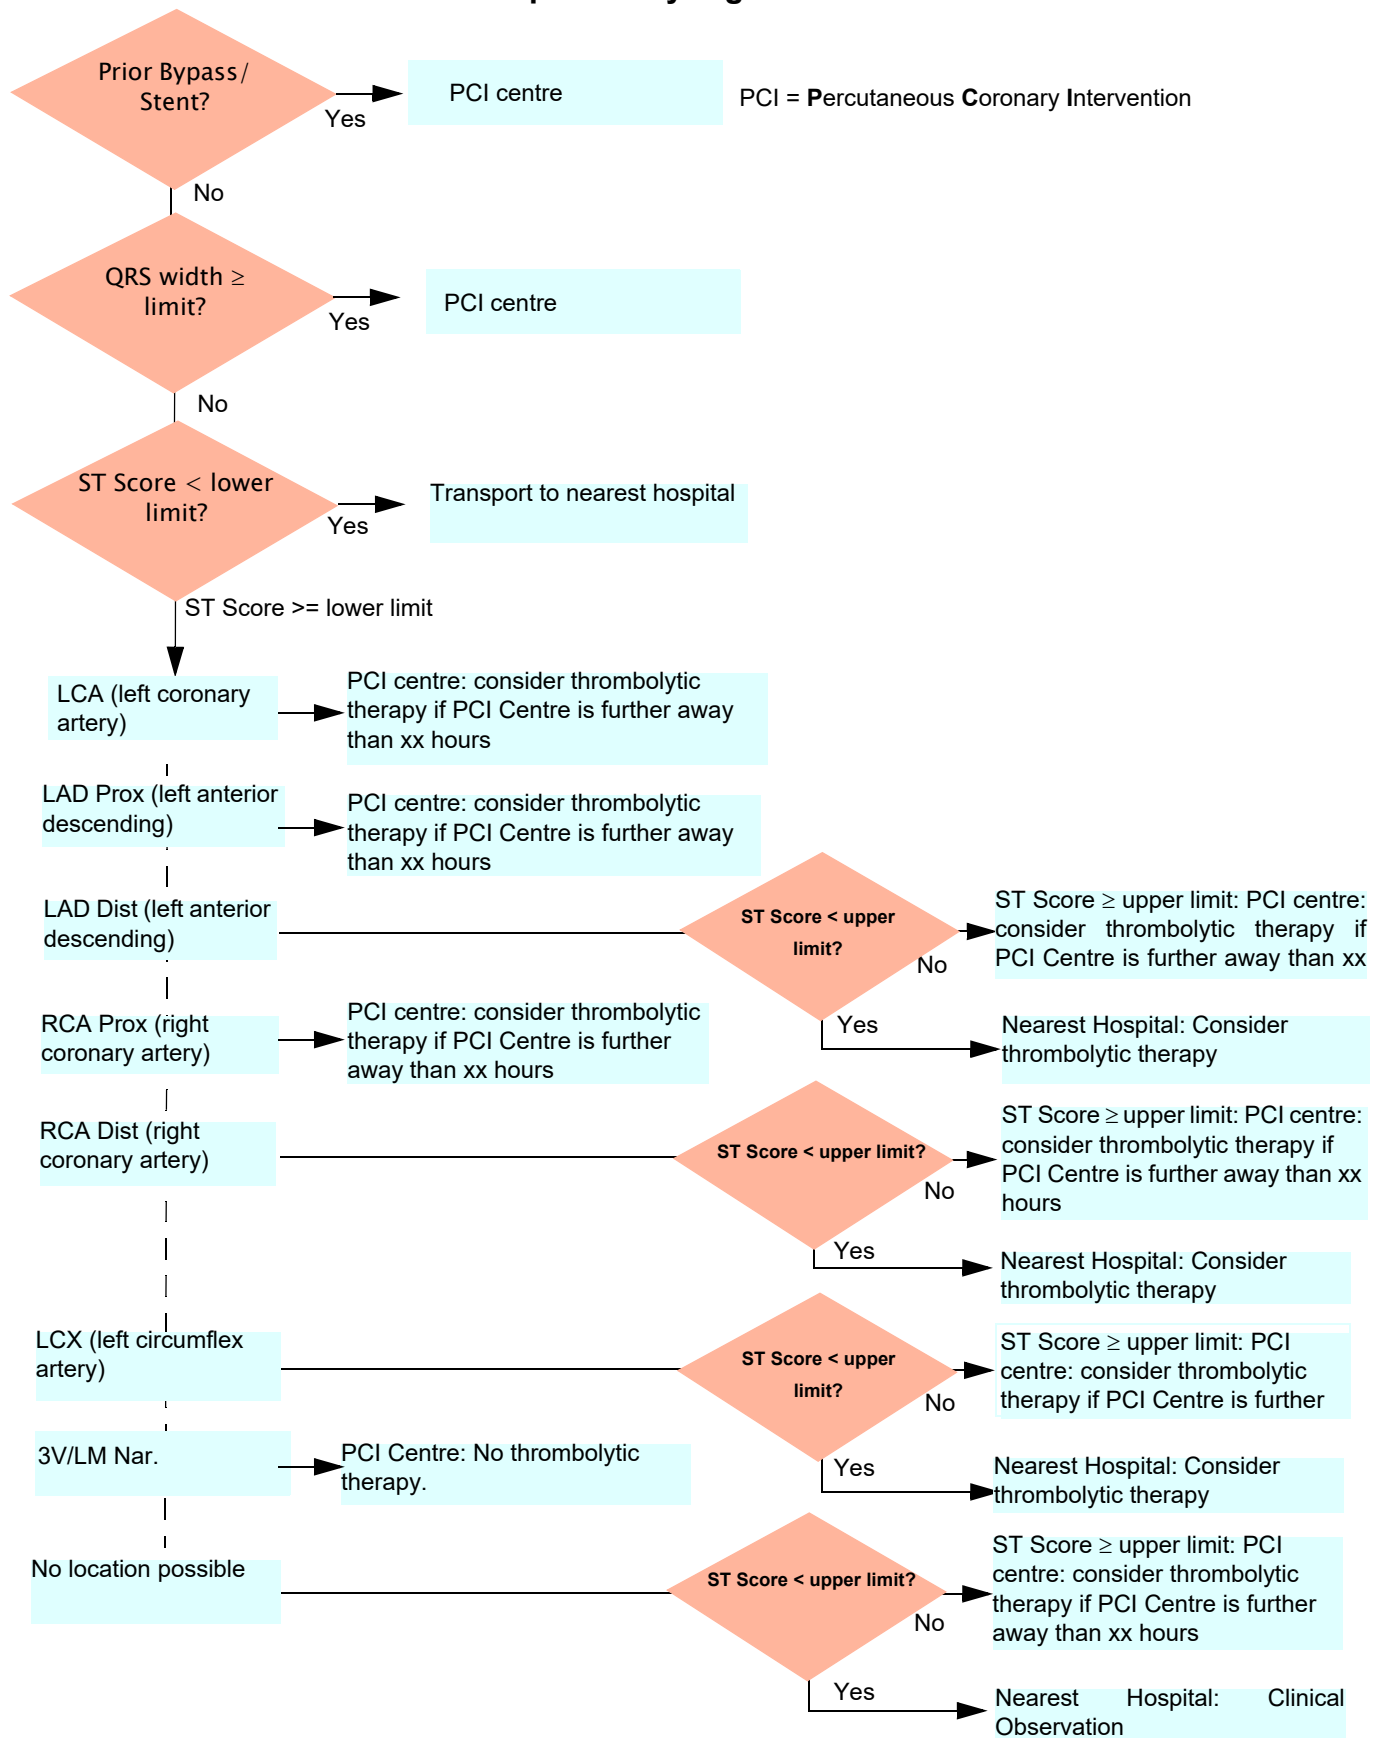 Prior Bypass/
Stent?
Yes
PCI centre
PCI = Percutaneous Coronary Intervention
No
QRS width ≥
limit?
Yes
PCI centre
No
ST Score < lower
limit?
Yes
Transport to nearest hospital
ST Score >= lower limit
LCA (left coronary
artery)
PCI centre: consider thrombolytic
therapy if PCI Centre is further away
than xx hours
LAD Prox (left anterior
descending)
PCI centre: consider thrombolytic
therapy if PCI Centre is further away
than xx hours
LAD Dist (left anterior
descending)
ST Score < upper
limit?
No
ST Score ≥ upper limit: PCI centre:
consider thrombolytic therapy if
PCI Centre is further away than xx
Yes
Nearest Hospital: Consider
thrombolytic therapy
RCA Prox (right
coronary artery)
PCI centre: consider thrombolytic
therapy if PCI Centre is further
away than xx hours
RCA Dist (right
coronary artery)
ST Score < upper limit?
No
ST Score ≥ upper limit: PCI centre:
consider thrombolytic therapy if
PCI Centre is further away than xx
hours
Yes
Nearest Hospital: Consider
thrombolytic therapy
LCX (left circumflex
artery)
ST Score < upper
limit?
No
ST Score ≥ upper limit: PCI
centre: consider thrombolytic
therapy if PCI Centre is further
Yes
Nearest Hospital: Consider
thrombolytic therapy
3V/LM Nar.
PCI Centre: No thrombolytic
therapy.
No location possible
ST Score < upper limit?
No
ST Score ≥ upper limit: PCI
centre: consider thrombolytic
therapy if PCI Centre is further
away than xx hours
Yes
Nearest Hospital: Clinical
Observation